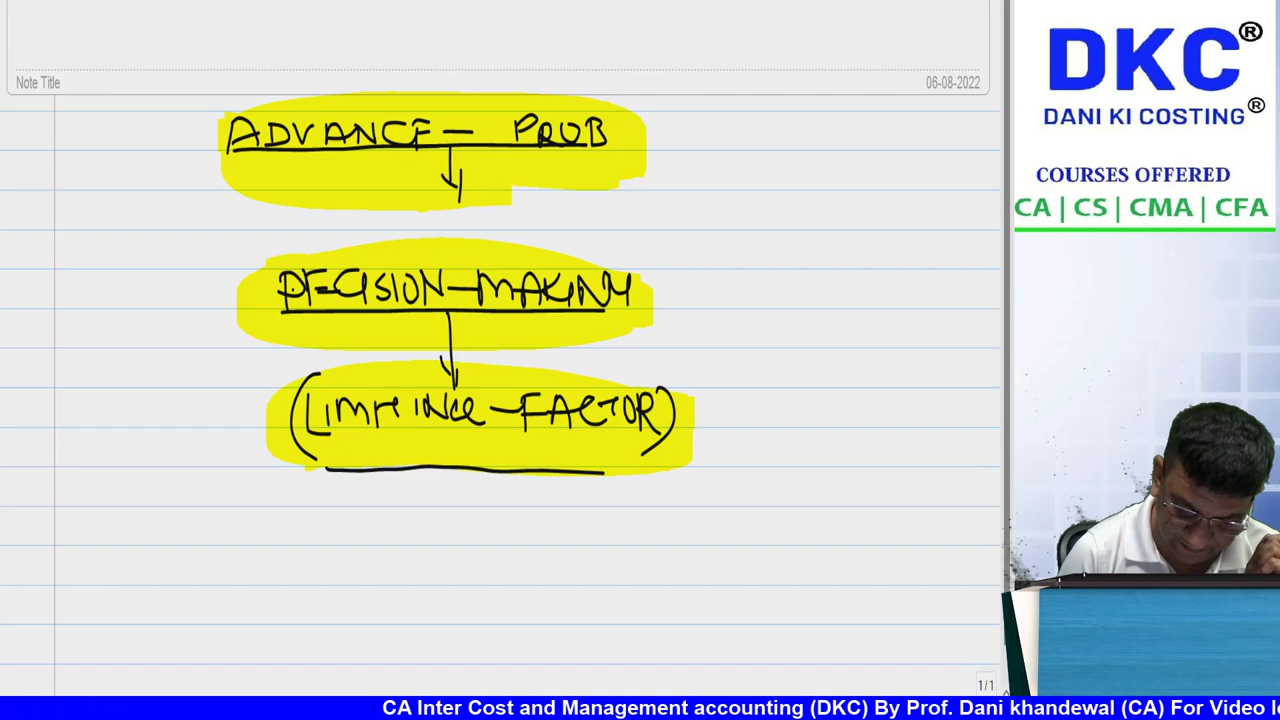 Note Title
06-08-2022
ADVANCE - PROB
DECISION - MAKING
(LIMITING - FACTOR)
1/1
DKC®
DANI KI COSTING®
COURSES OFFERED
CA | CS | CMA | CFA
CA Inter Cost and Management accounting (DKC) By Prof. Dani khandewal (CA) For Video